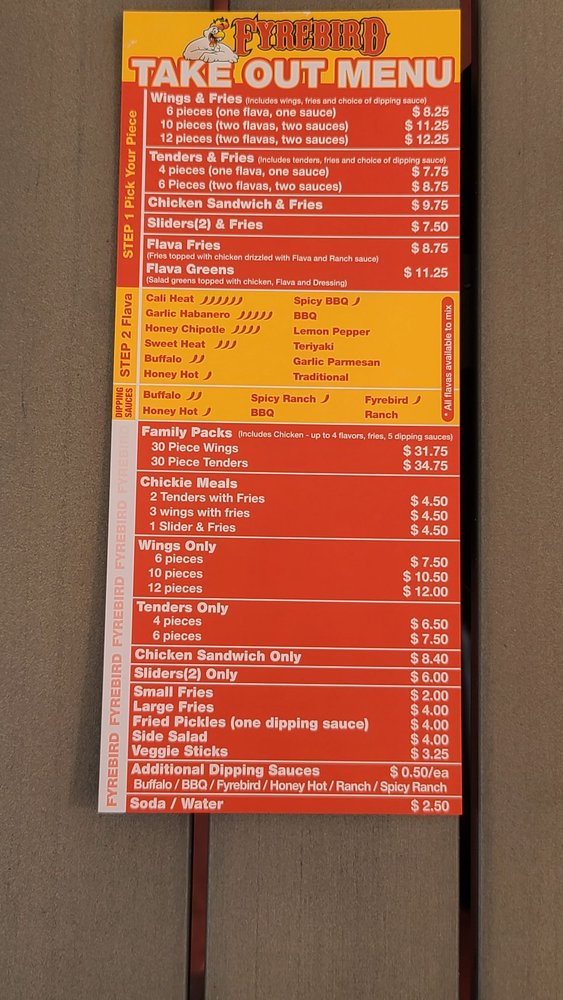 FYREBIRD
TAKE OUT MENU
STEP 1 Pick Your Piece
Wings & Fries (Includes wings, fries and choice of dipping sauce)
6 pieces (one flava, one sauce) $ 8.25
10 pieces (two flavas, two sauces) $ 11.25
12 pieces (two flavas, two sauces) $ 12.25
Tenders & Fries (Includes tenders, fries and choice of dipping sauce)
4 pieces (one flava, one sauce) $ 7.75
6 Pieces (two flavas, two sauces) $ 8.75
Chicken Sandwich & Fries $ 9.75
Sliders(2) & Fries $ 7.50
Flava Fries $ 8.75
(Fries topped with chicken drizzled with Flava and Ranch sauce)
Flava Greens $ 11.25
(Salad greens topped with chicken, Flava and Dressing)
STEP 2 Flava
Cali Heat Spicy BBQ
Garlic Habanero BBQ
Honey Chipotle Lemon Pepper
Sweet Heat Teriyaki
Buffalo Garlic Parmesan
Honey Hot Traditional
* All flavas available to mix
DIPPING
SAUCES
Buffalo Spicy Ranch Fyrebird
Honey Hot BBQ Ranch
Family Packs (Includes Chicken - up to 4 flavors, fries, 5 dipping sauces)
30 Piece Wings $ 31.75
30 Piece Tenders $ 34.75
Chickie Meals
2 Tenders with Fries $ 4.50
3 wings with fries $ 4.50
1 Slider & Fries $ 4.50
Wings Only
6 pieces $ 7.50
10 pieces $ 10.50
12 pieces $ 12.00
Tenders Only
4 pieces $ 6.50
6 pieces $ 7.50
Chicken Sandwich Only $ 8.40
Sliders(2) Only $ 6.00
Small Fries $ 2.00
Large Fries $ 4.00
Fried Pickles (one dipping sauce) $ 4.00
Side Salad $ 4.00
Veggie Sticks $ 3.25
Additional Dipping Sauces $ 0.50/ea
Buffalo / BBQ / Fyrebird / Honey Hot / Ranch / Spicy Ranch
Soda / Water $ 2.50
FYREBIRD FYREBIRD FYREBIRD FYREBIRD FYREBIRD